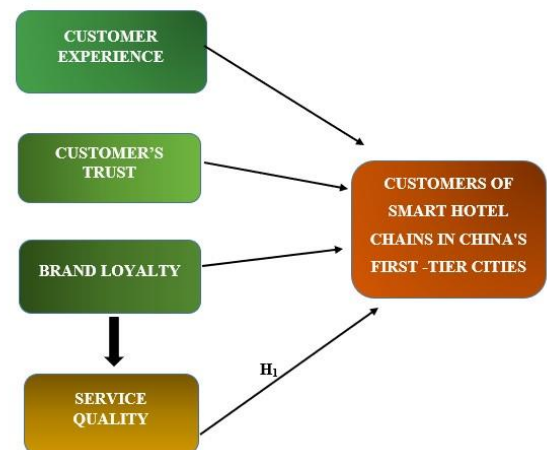 CUSTOMER
EXPERIENCE
CUSTOMER'S
TRUST
BRAND LOYALTY
SERVICE
QUALITY
H₁
CUSTOMERS OF
SMART HOTEL
CHAINS IN CHINA'S
FIRST -TIER CITIES